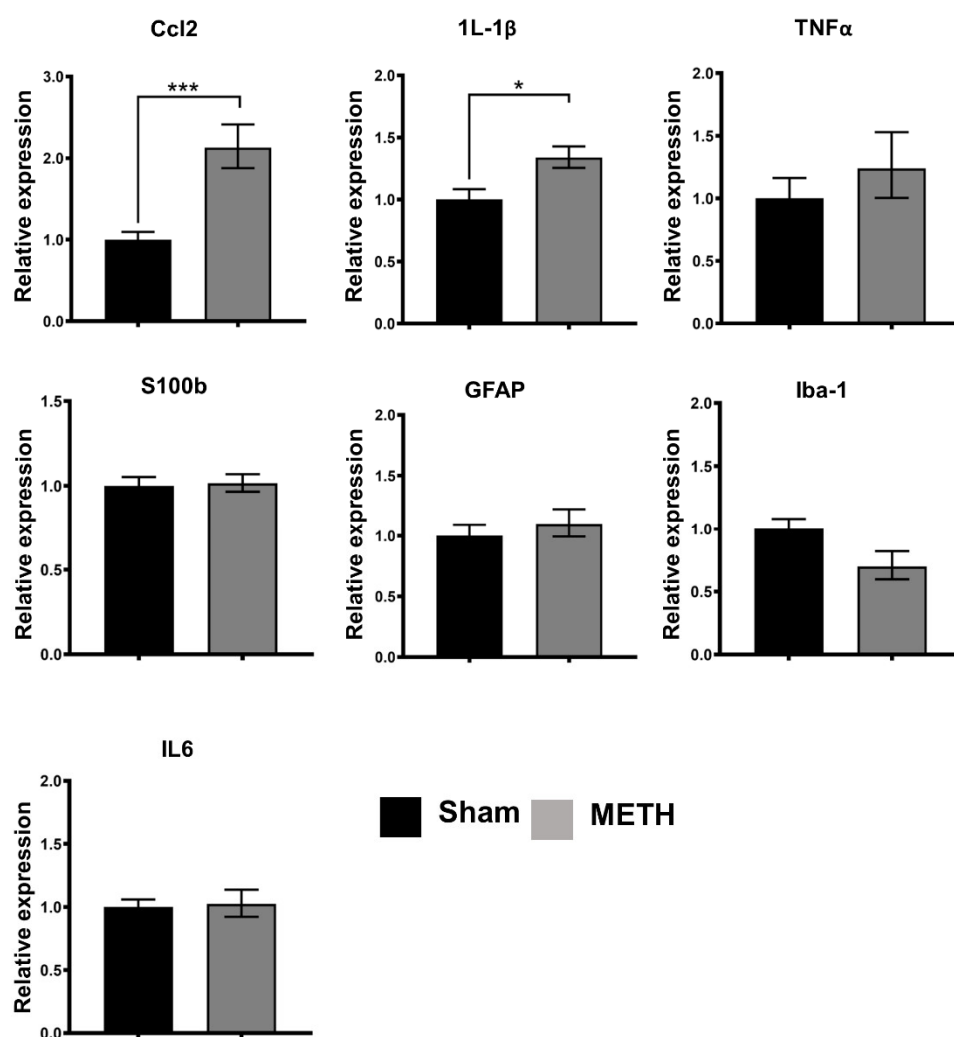 Ccl2
Relative expression
3.0
2.0
1.0
0.0
***
1L-1β
Relative expression
2.0
1.5
1.0
0.5
0.0
*
TNFα
Relative expression
2.0
1.5
1.0
0.5
0.0
S100b
Relative expression
1.5
1.0
0.5
0.0
GFAP
Relative expression
2.0
1.5
1.0
0.5
0.0
Iba-1
Relative expression
2.0
1.5
1.0
0.5
0.0
IL6
Relative expression
2.0
1.5
1.0
0.5
0.0
Sham METH